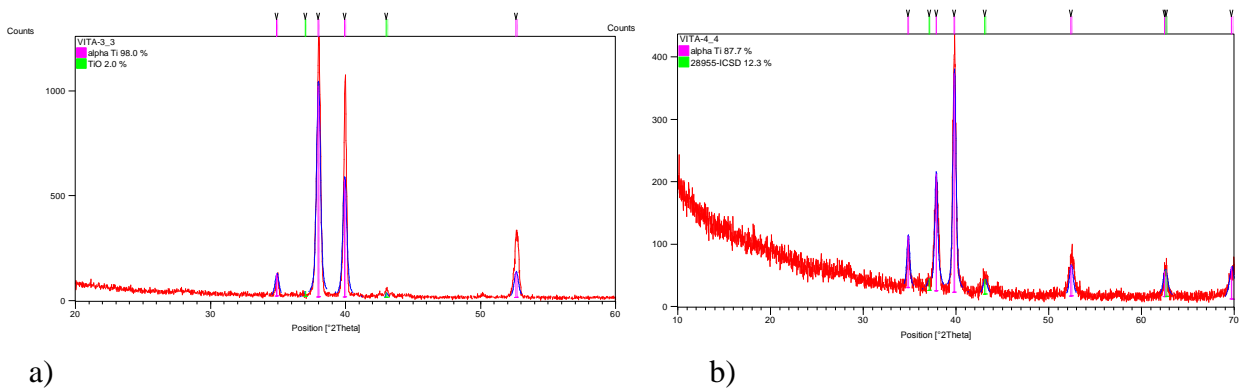 Counts
VITA-3_3
alpha Ti 98.0 %
TiO 2.0 %
1000
500
0
20
30
40
50
60
Position [°2Theta]
a)
Counts
VITA-4_4
alpha Ti 87.7 %
28955-ICSD 12.3 %
400
300
200
100
0
10
20
30
40
50
60
70
Position [°2Theta]
b)